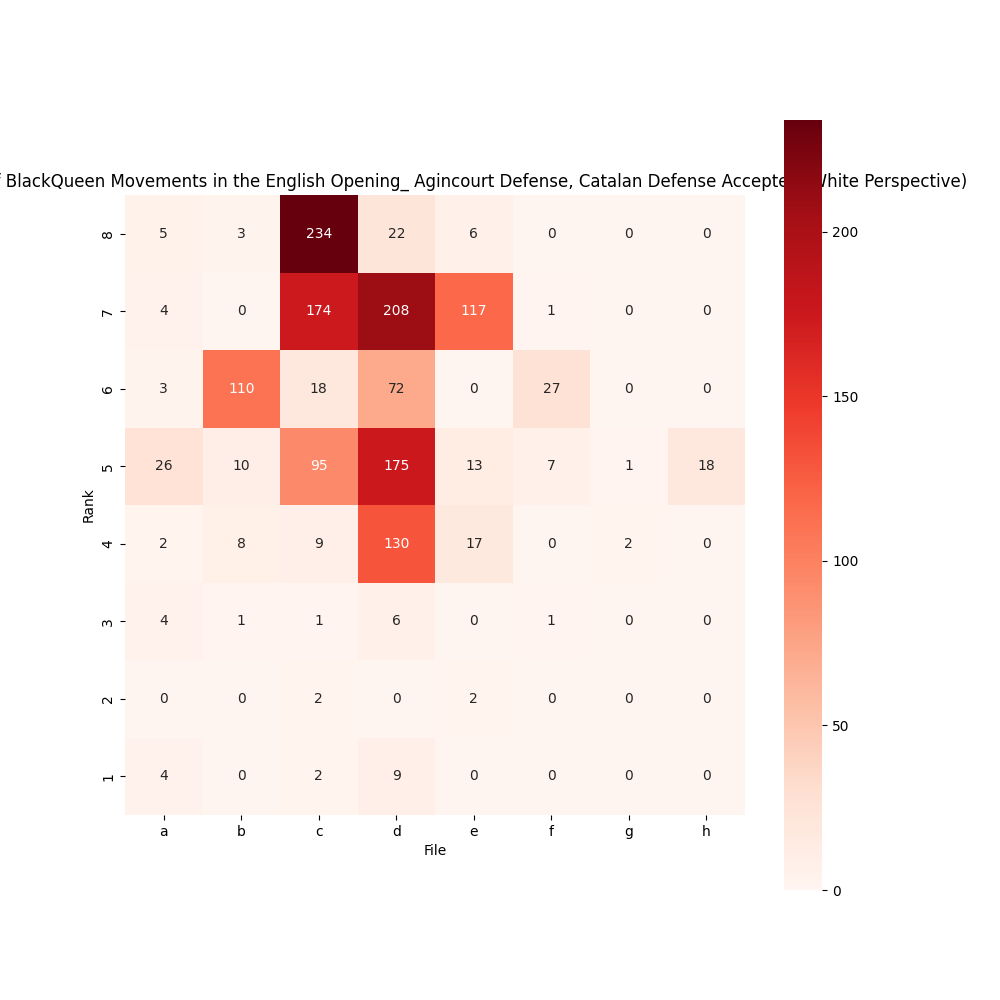 BlackQueen Movements in the English Opening_ Agincourt Defense, Catalan Defense Perspective)
8 5 3 234 22 6 0 0 0
7 4 0 174 208 117 1 0 0
6 3 110 18 72 0 27 0 0
5 26 10 95 175 13 7 1 18
Rank
4 2 8 9 130 17 0 2 0
3 4 1 1 6 0 1 0 0
2 0 0 2 0 2 0 0 0
1 4 0 2 9 0 0 0 0
a b c d e f g h
File
200
150
100
50
0